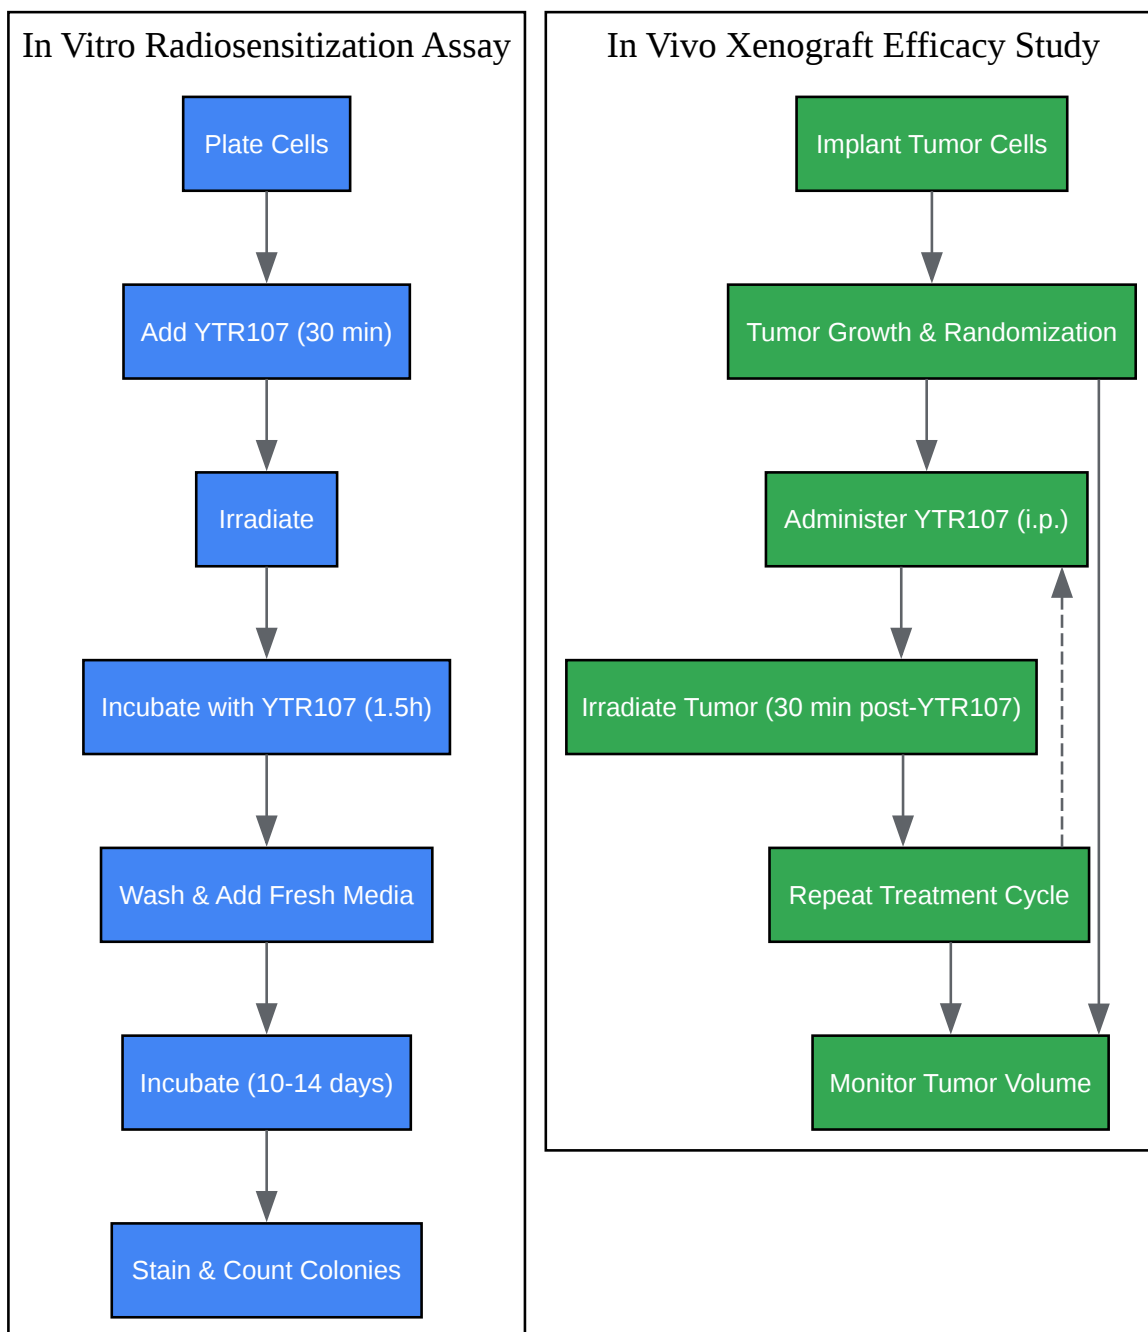 In Vitro Radiosensitization Assay
Plate Cells
Add YTR107 (30 min)
Irradiate
Incubate with YTR107 (1.5h)
Wash & Add Fresh Media
Incubate (10-14 days)
Stain & Count Colonies
In Vivo Xenograft Efficacy Study
Implant Tumor Cells
Tumor Growth & Randomization
Administer YTR107 (i.p.)
Irradiate Tumor (30 min post-YTR107)
Repeat Treatment Cycle
Monitor Tumor Volume